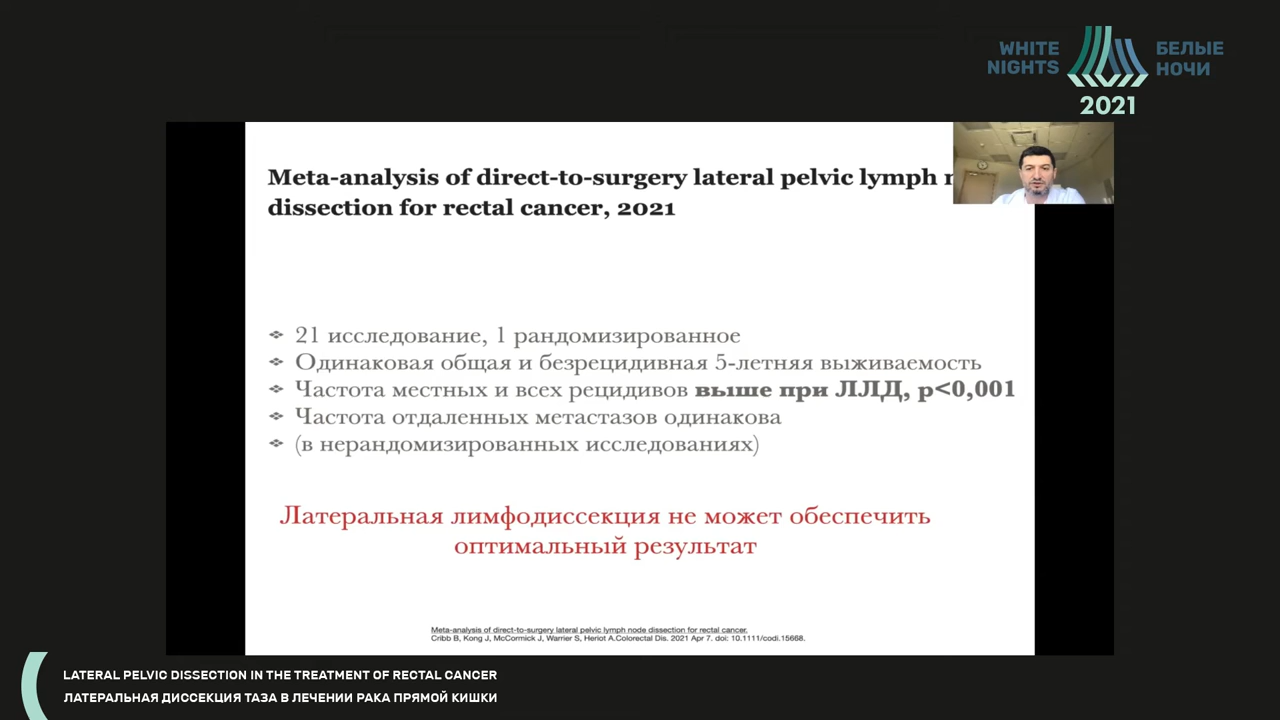 WHITE NIGHTS
БЕЛЫЕ НОЧИ
2021
Meta-analysis of direct-to-surgery lateral pelvic lymph
dissection for rectal cancer, 2021
21 исследование, 1 рандомизированное
Одинаковая общая и безрецидивная 5-летняя выживаемость
Частота местных и всех рецидивов выше при ЛЛД, p<0,001
Частота отдаленных метастазов одинакова
(в нерандомизированных исследованиях)
Латеральная лимфодиссекция не может обеспечить
оптимальный результат
Meta-analysis of direct-to-surgery lateral pelvic lymph node dissection for rectal cancer.
Cribb B, Kong J, McCormick J, Warrier S, Heriot A.Colorectal Dis. 2021 Apr 7. doi: 10.1111/codi.15668.
LATERAL PELVIC DISSECTION IN THE TREATMENT OF RECTAL CANCER
ЛАТЕРАЛЬНАЯ ДИССЕКЦИЯ ТАЗА В ЛЕЧЕНИИ РАКА ПРЯМОЙ КИШКИ